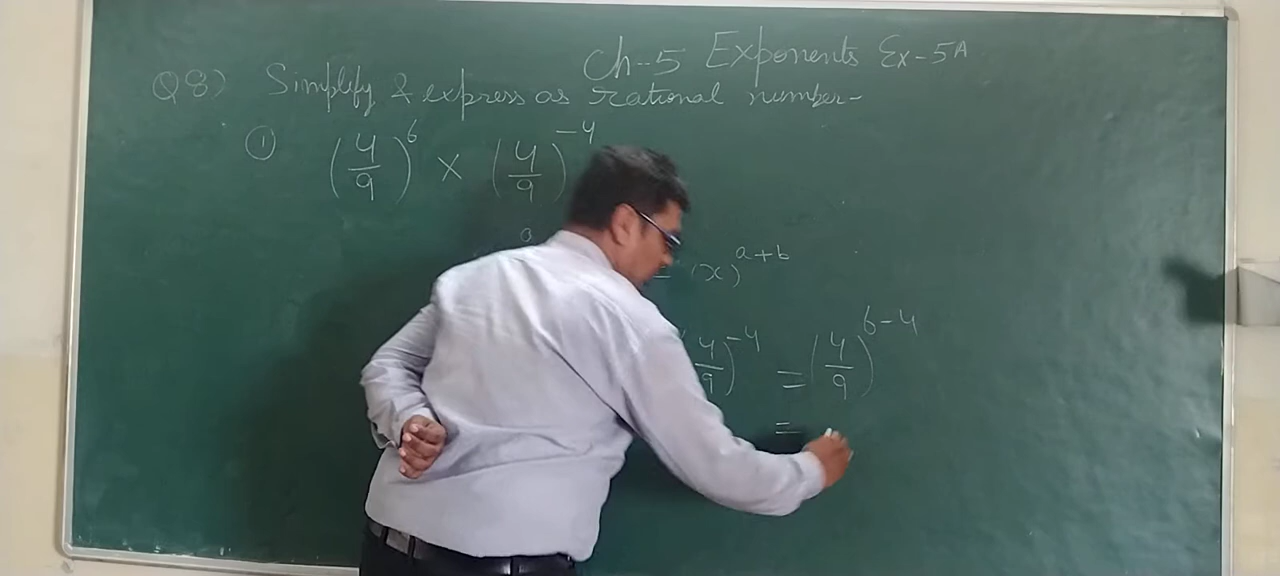 Ch-5 Exponents Ex-5A
Q8) Simplify & express as rational number-
① (4/9)^6 × (4/9)^-4
= (x)^a+b
4/9)^-4 = (4/9)^6-4
=